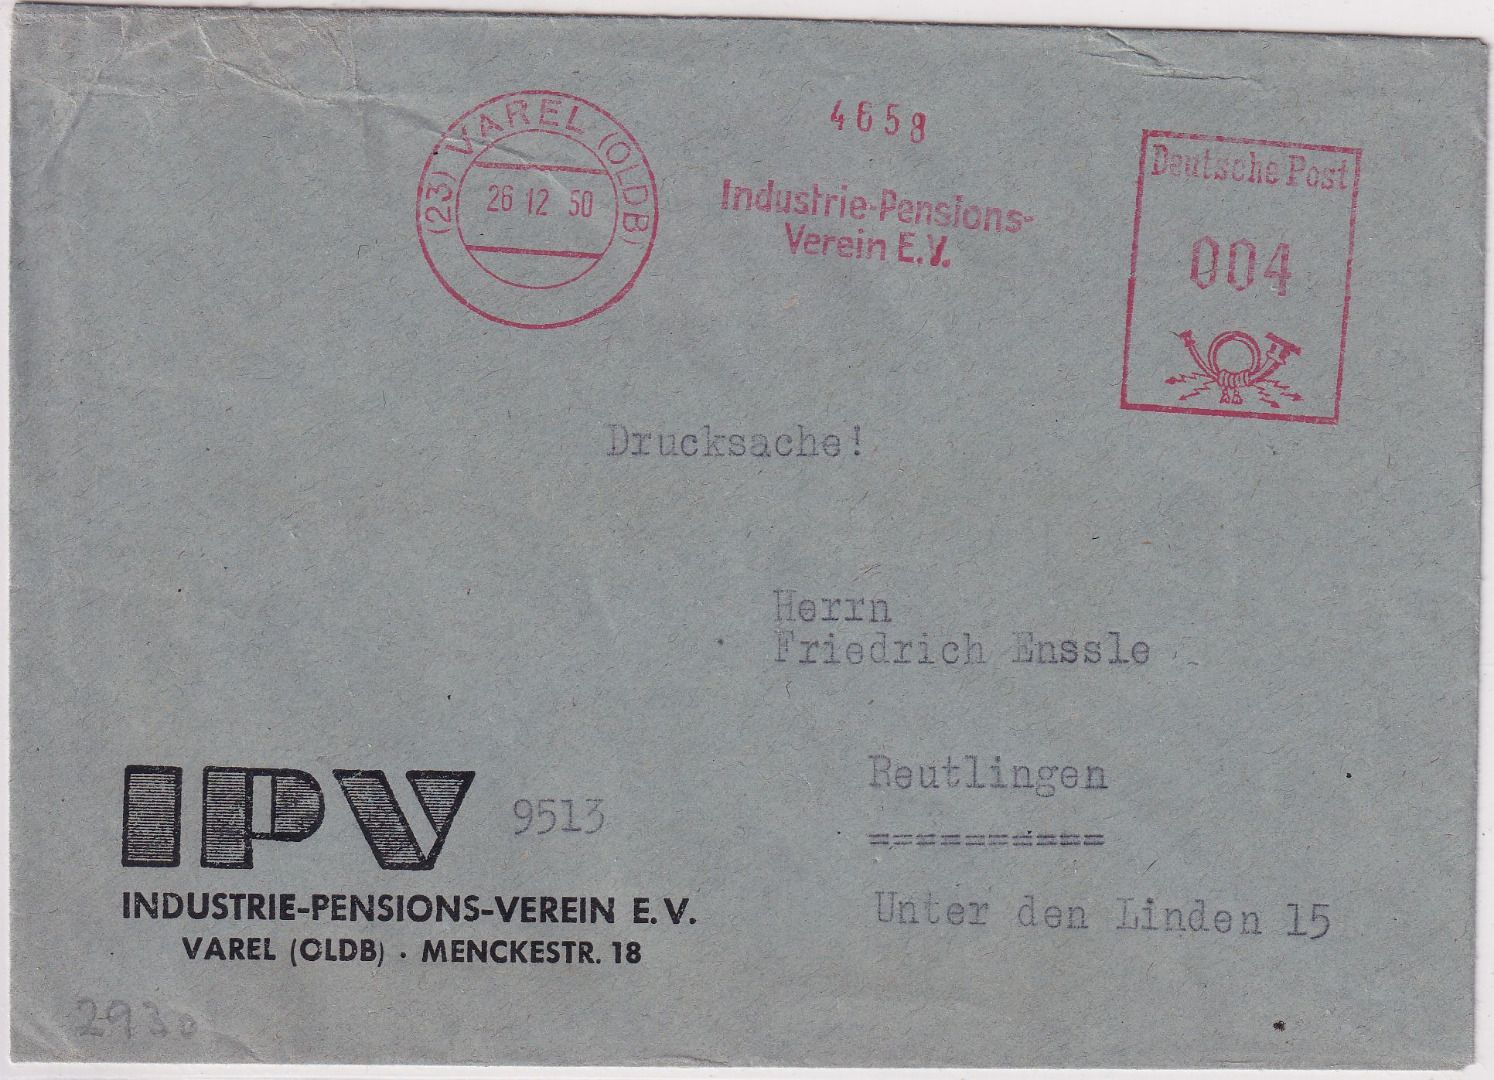 (23) VAREL (OLDB)
26 12 50
4658
Industrie-Pensions-
Verein E.V.
Deutsche Post
004
Drucksache!
Herrn
Friedrich Enssle
Reutlingen
==========
Unter den Linden 15
IPV
9513
INDUSTRIE-PENSIONS-VEREIN E.V.
VAREL (OLDB) · MENCKESTR. 18
2930